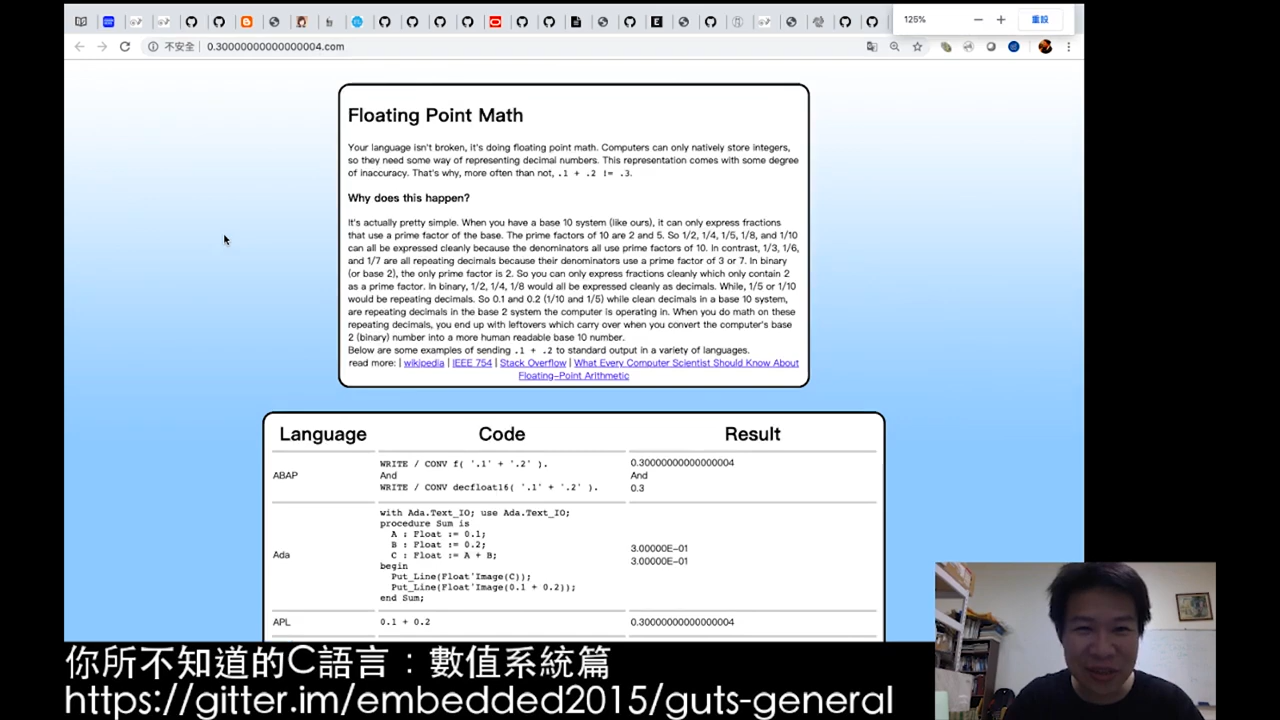 125%
重設
不安全
0.30000000000000004.com
Floating Point Math
Your language isn't broken, it's doing floating point math. Computers can only natively store integers,
so they need some way of representing decimal numbers. This representation comes with some degree
of inaccuracy. That's why, more often than not, .1 + .2 != .3.
Why does this happen?
It's actually pretty simple. When you have a base 10 system (like ours), it can only express fractions
that use a prime factor of the base. The prime factors of 10 are 2 and 5. So 1/2, 1/4, 1/5, 1/8, and 1/10
can all be expressed cleanly because the denominators all use prime factors of 10. In contrast, 1/3, 1/6,
and 1/7 are all repeating decimals because their denominators use a prime factor of 3 or 7. In binary
(or base 2), the only prime factor is 2. So you can only express fractions cleanly which only contain 2
as a prime factor. In binary, 1/2, 1/4, 1/8 would all be expressed cleanly as decimals. While, 1/5 or 1/10
would be repeating decimals. So 0.1 and 0.2 (1/10 and 1/5) while clean decimals in a base 10 system,
are repeating decimals in the base 2 system the computer is operating in. When you do math on these
repeating decimals, you end up with leftovers which carry over when you convert the computer's base
2 (binary) number into a more human readable base 10 number.
Below are some examples of sending .1 + .2 to standard output in a variety of languages.
read more: | wikipedia | IEEE 754 | Stack Overflow | What Every Computer Scientist Should Know About
Floating-Point Arithmetic
Language Code Result
ABAP
WRITE / CONV f( '.1' + '.2' ).
And
WRITE / CONV decfloat16( '.1' + '.2' ).
0.30000000000000004
And
0.3
Ada
with Ada.Text_IO; use Ada.Text_IO;
procedure Sum is
A : Float := 0.1;
B : Float := 0.2;
C : Float := A + B;
begin
Put_Line(Float'Image(C));
Put_Line(Float'Image(0.1 + 0.2));
end Sum;
3.00000E-01
3.00000E-01
APL 0.1 + 0.2 0.30000000000000004
你所不知道的C語言：數值系統篇
https://gitter.im/embedded2015/guts-general